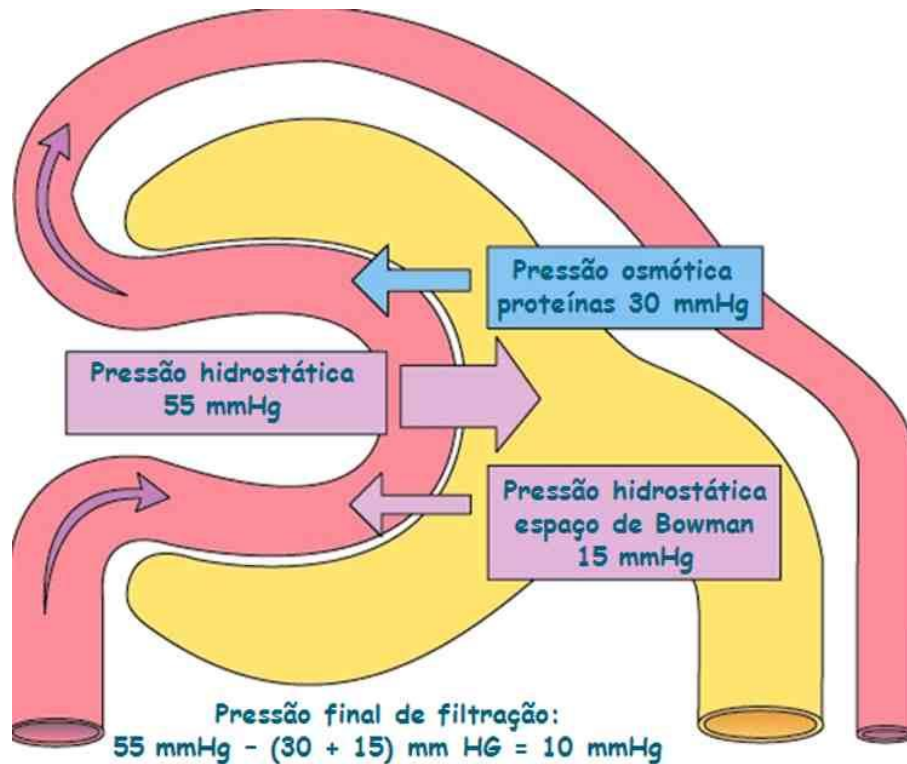 Pressão osmótica
proteínas 30 mmHg
Pressão hidrostática
55 mmHg
Pressão hidrostática
espaço de Bowman
15 mmHg
Pressão final de filtração:
55 mmHg – (30 + 15) mm HG = 10 mmHg